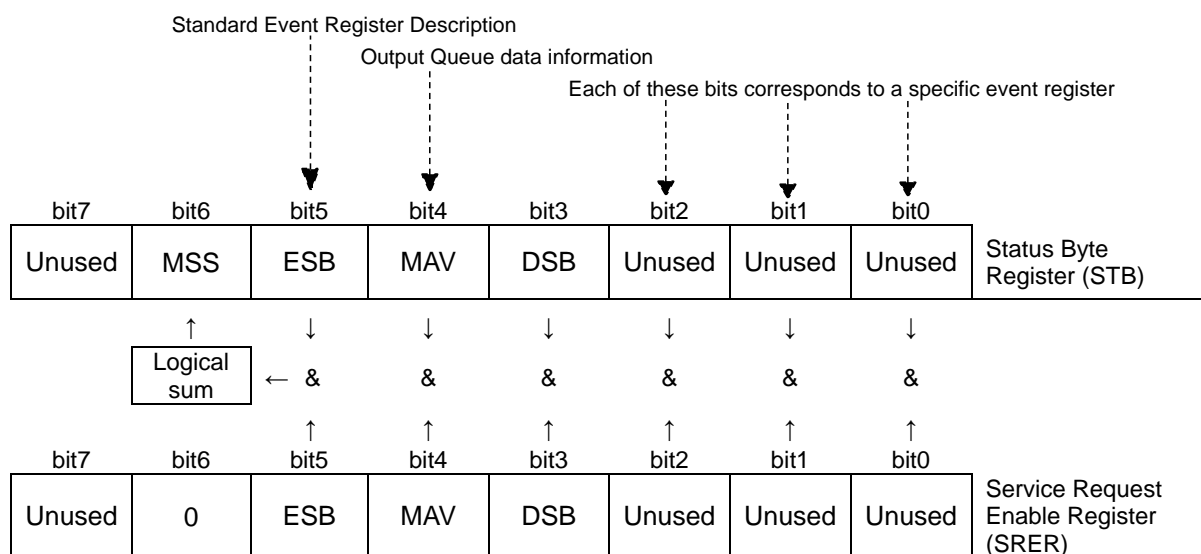 Standard Event Register Description
Output Queue data information
Each of these bits corresponds to a specific event register
bit7 bit6 bit5 bit4 bit3 bit2 bit1 bit0
Unused MSS ESB MAV DSB Unused Unused Unused
Status Byte
Register (STB)
↑ ↓ ↓ ↓ ↓ ↓ ↓
Logical
sum
← & & & & & &
↑ ↑ ↑ ↑ ↑ ↑
bit7 bit6 bit5 bit4 bit3 bit2 bit1 bit0
Unused 0 ESB MAV DSB Unused Unused Unused
Service Request
Enable Register
(SRER)